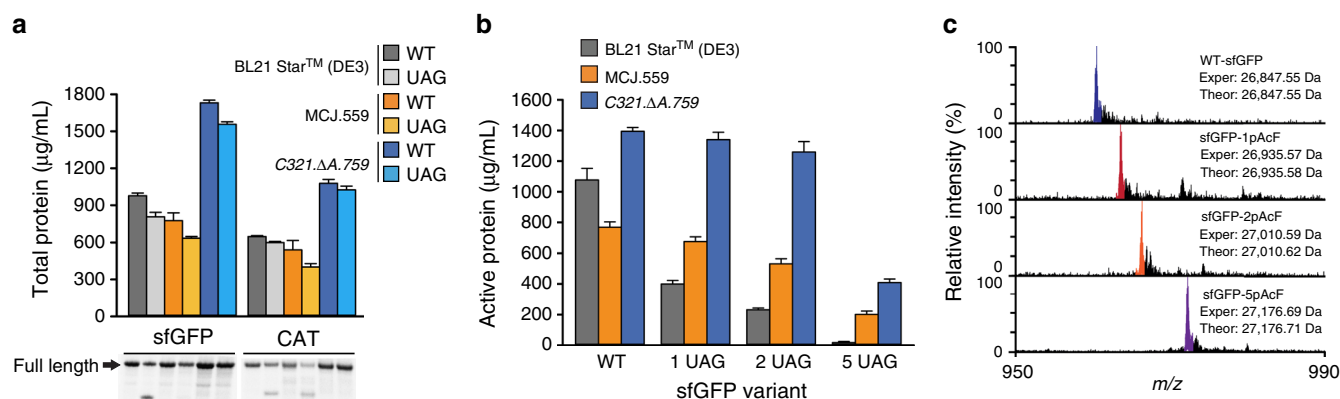 a
BL21 Star™ (DE3)
WT
UAG
MCJ.559
WT
UAG
C321.ΔA.759
WT
UAG
Total protein (μg/mL)
1800
1500
1200
900
600
300
0
sfGFP
CAT
Full length
b
BL21 Star™ (DE3)
MCJ.559
C321.ΔA.759
Active protein (μg/mL)
1600
1400
1200
1000
800
600
400
200
0
WT
1 UAG
2 UAG
5 UAG
sfGFP variant
c
Relative intensity (%)
100
0
WT-sfGFP
Exper: 26,847.55 Da
Theor: 26,847.55 Da
100
0
sfGFP-1pAcF
Exper: 26,935.57 Da
Theor: 26,935.58 Da
100
0
sfGFP-2pAcF
Exper: 27,010.59 Da
Theor: 27,010.62 Da
100
0
sfGFP-5pAcF
Exper: 27,176.69 Da
Theor: 27,176.71 Da
950
990
m/z